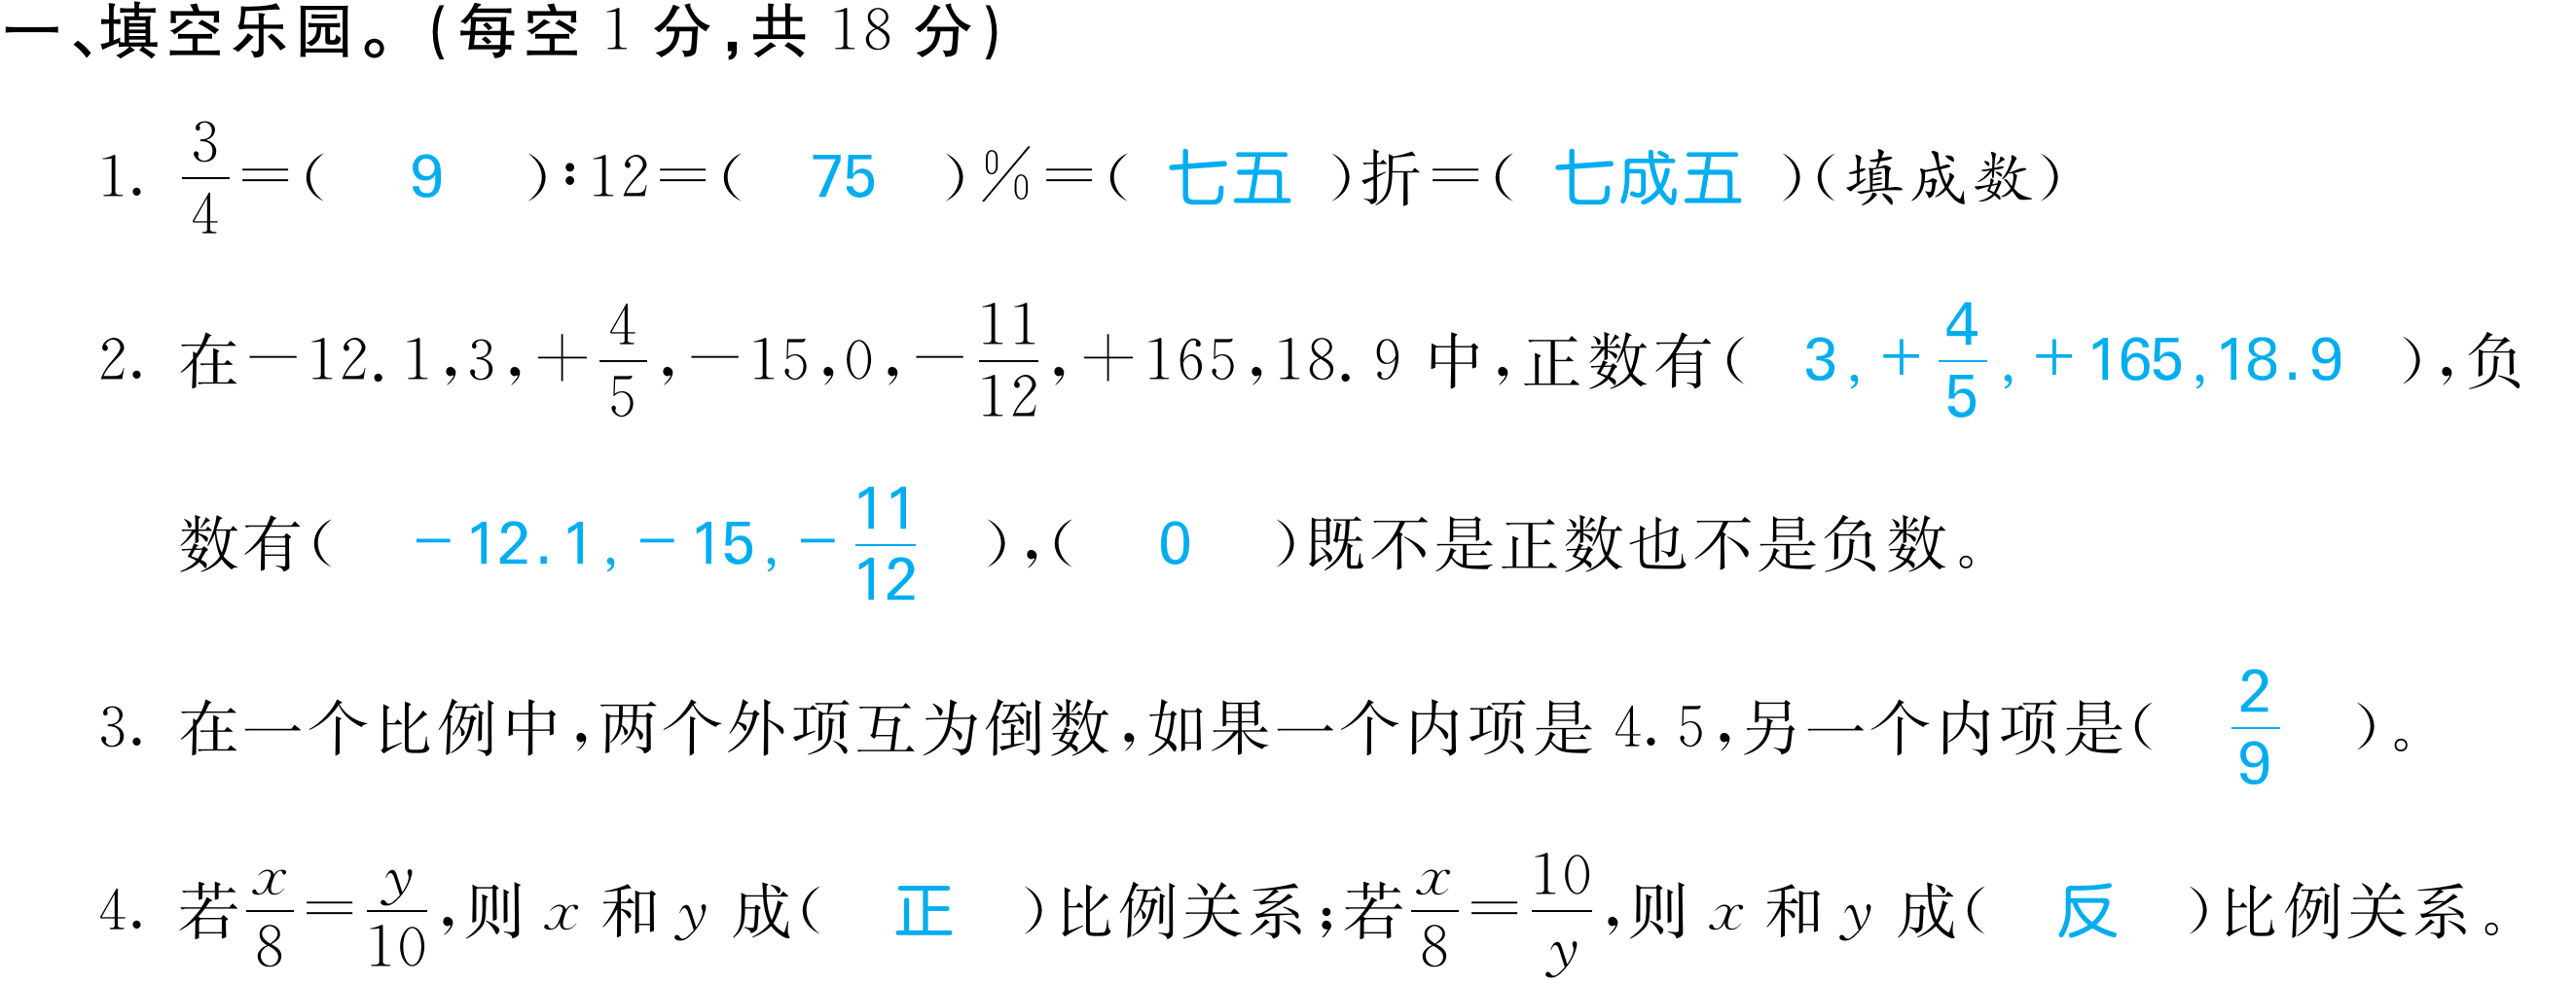 一、填空乐园。(每空 1 分,共 18 分)
1. 3/4=( 9 )∶12=( 75 )%=( 七五 )折=( 七成五 )(填成数)
2. 在-12.1,3,+4/5,-15,0,-11/12,+165,18.9 中,正数有( 3,+4/5,+165,18.9 ),负
数有( -12.1,-15,-11/12 ),( 0 )既不是正数也不是负数。
3. 在一个比例中,两个外项互为倒数,如果一个内项是 4.5,另一个内项是( 2/9 )。
4. 若x/8=y/10,则 x 和 y 成( 正 )比例关系;若x/8=10/y,则 x 和 y 成( 反 )比例关系。